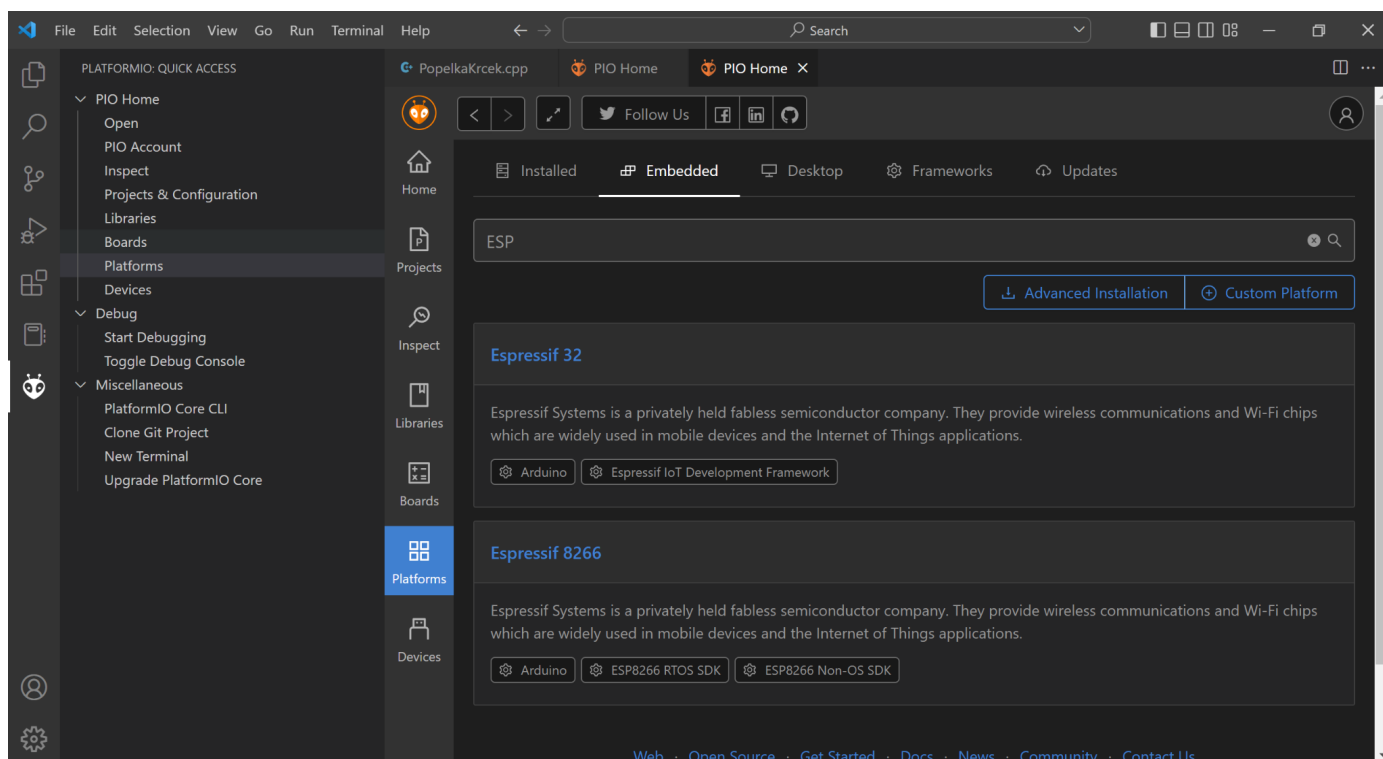 File Edit Selection View Go Run Terminal Help
Search
PLATFORMIO: QUICK ACCESS
PIO Home
Open
PIO Account
Inspect
Projects & Configuration
Libraries
Boards
Platforms
Devices
Debug
Start Debugging
Toggle Debug Console
Miscellaneous
PlatformIO Core CLI
Clone Git Project
New Terminal
Upgrade PlatformIO Core
PopelkaKrcek.cpp PIO Home PIO Home
Follow Us
Home
Projects
Inspect
Libraries
Boards
Platforms
Devices
Installed Embedded Desktop Frameworks Updates
ESP
Advanced Installation Custom Platform
Espressif 32
Espressif Systems is a privately held fabless semiconductor company. They provide wireless communications and Wi-Fi chips
which are widely used in mobile devices and the Internet of Things applications.
Arduino Espressif IoT Development Framework
Espressif 8266
Espressif Systems is a privately held fabless semiconductor company. They provide wireless communications and Wi-Fi chips
which are widely used in mobile devices and the Internet of Things applications.
Arduino ESP8266 RTOS SDK ESP8266 Non-OS SDK
Web · Open Source · Get Started · Docs · News · Community · Contact Us